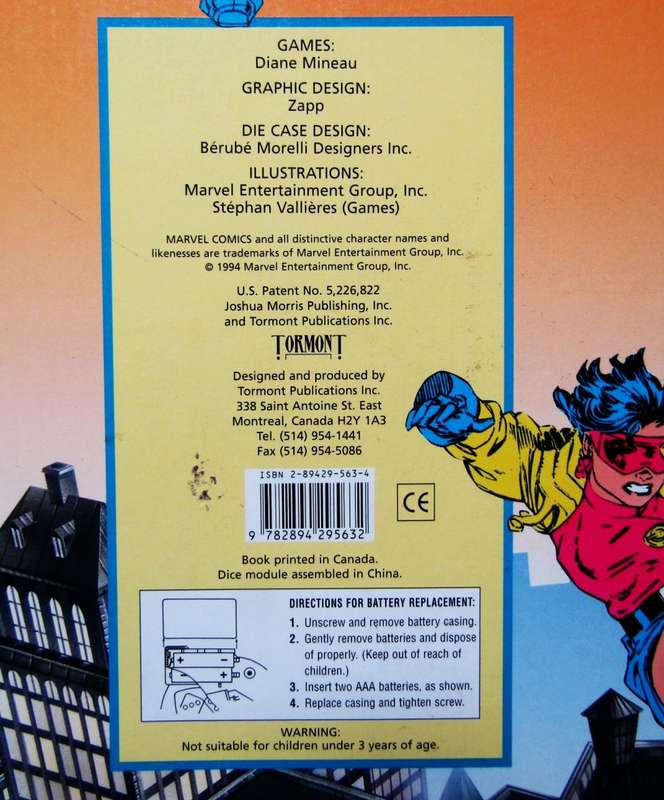 GAMES:
Diane Mineau
GRAPHIC DESIGN:
Zapp
DIE CASE DESIGN:
Bérubé Morelli Designers Inc.
ILLUSTRATIONS:
Marvel Entertainment Group, Inc.
Stéphan Vallières (Games)
MARVEL COMICS and all distinctive character names and
likenesses are trademarks of Marvel Entertainment Group, Inc.
© 1994 Marvel Entertainment Group, Inc.
U.S. Patent No. 5,226,822
Joshua Morris Publishing, Inc.
and Tormont Publications Inc.
TORMONT
Designed and produced by
Tormont Publications Inc.
338 Saint Antoine St. East
Montreal, Canada H2Y 1A3
Tel. (514) 954-1441
Fax (514) 954-5086
ISBN 2-89429-563-4
9 782894 295632
CE
Book printed in Canada.
Dice module assembled in China.
DIRECTIONS FOR BATTERY REPLACEMENT:
1. Unscrew and remove battery casing.
2. Gently remove batteries and dispose
of properly. (Keep out of reach of
children.)
3. Insert two AAA batteries, as shown.
4. Replace casing and tighten screw.
WARNING:
Not suitable for children under 3 years of age.